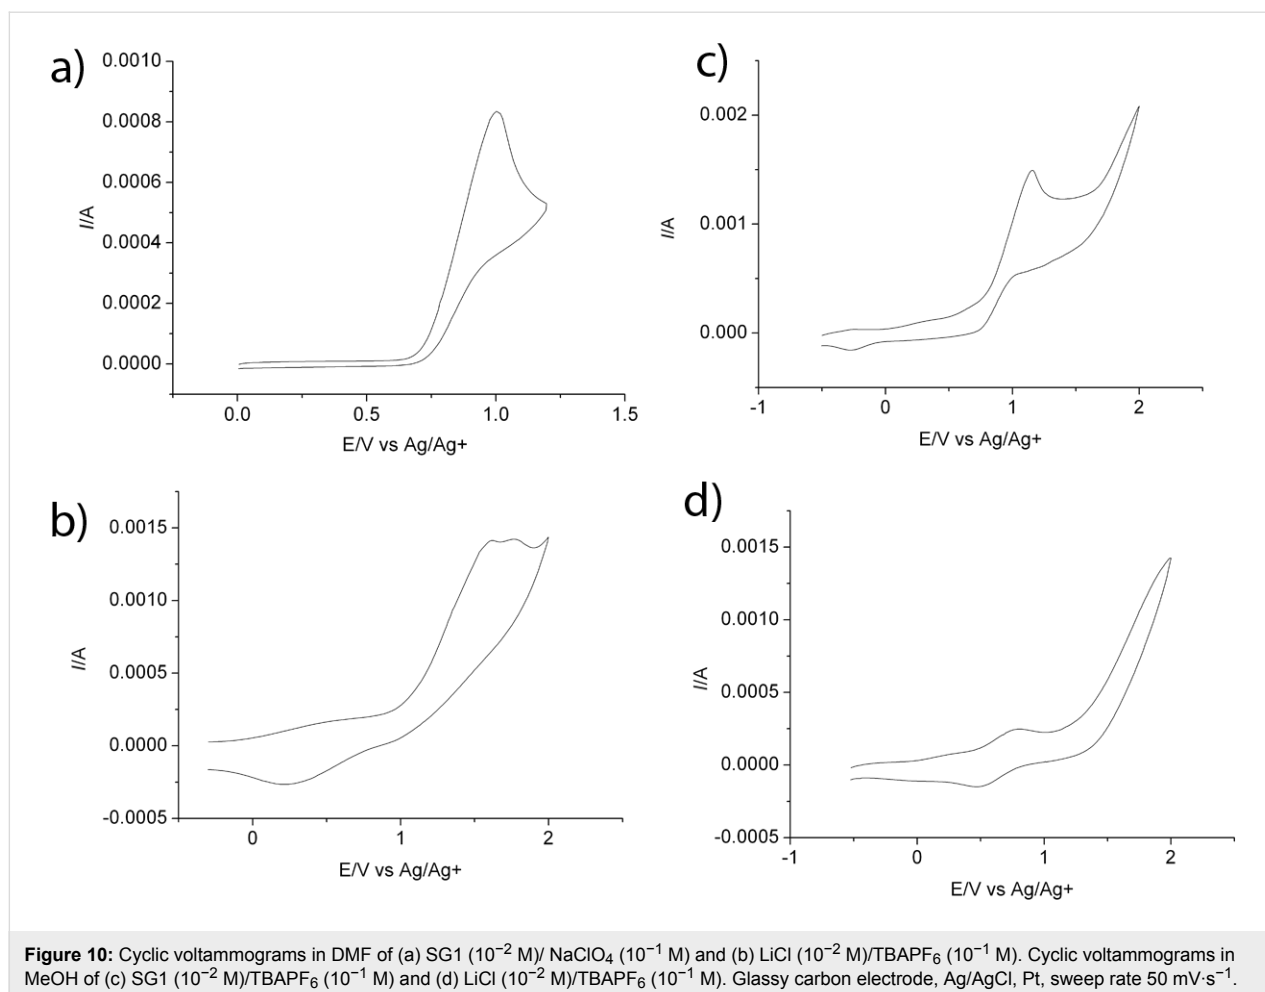 a)
0.0010
0.0008
0.0006
0.0004
0.0002
0.0000
I/A
0.0 0.5 1.0 1.5
E/V vs Ag/Ag+
c)
0.002
0.001
0.000
I/A
-1 0 1 2
E/V vs Ag/Ag+
b)
0.0015
0.0010
0.0005
0.0000
-0.0005
I/A
0 1 2
E/V vs Ag/Ag+
d)
0.0015
0.0010
0.0005
0.0000
-0.0005
I/A
-1 0 1 2
E/V vs Ag/Ag+
Figure 10: Cyclic voltammograms in DMF of (a) SG1 (10⁻² M)/ NaClO₄ (10⁻¹ M) and (b) LiCl (10⁻² M)/TBAPF₆ (10⁻¹ M). Cyclic voltammograms in
MeOH of (c) SG1 (10⁻² M)/TBAPF₆ (10⁻¹ M) and (d) LiCl (10⁻² M)/TBAPF₆ (10⁻¹ M). Glassy carbon electrode, Ag/AgCl, Pt, sweep rate 50 mV·s⁻¹.